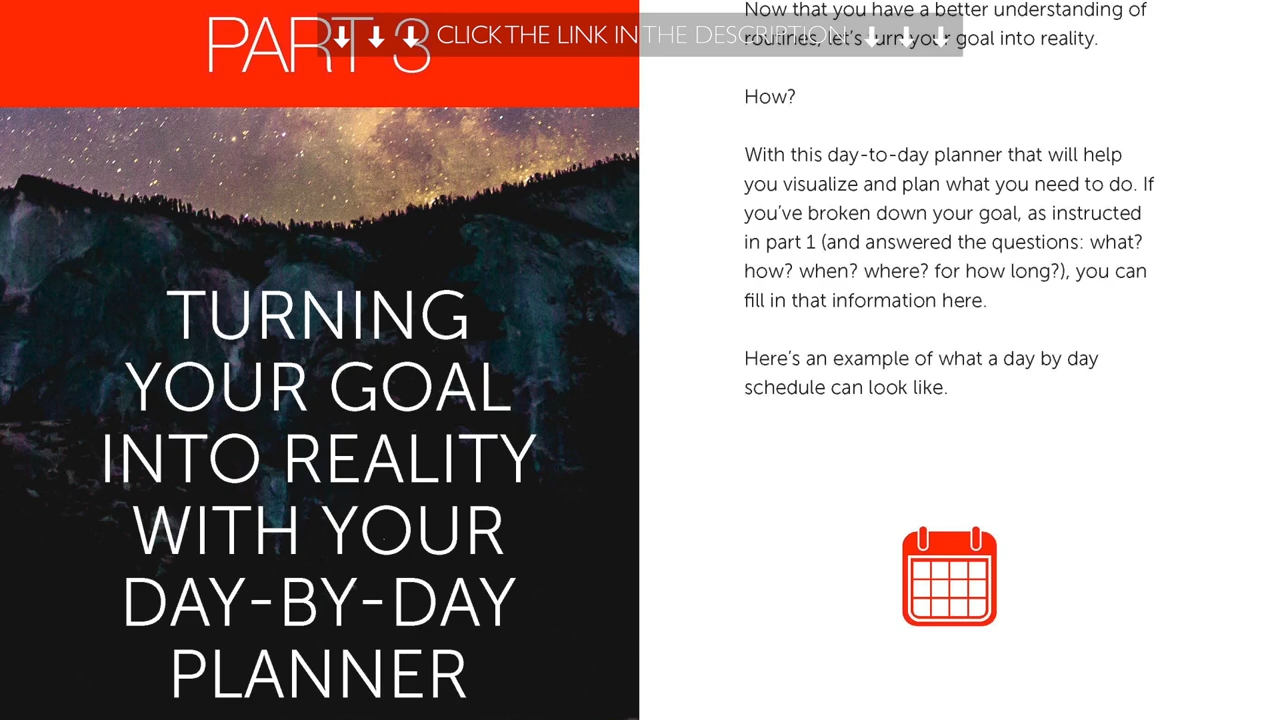 PART 3
CLICK THE LINK IN THE DESCRIPTION
TURNING
YOUR GOAL
INTO REALITY
WITH YOUR
DAY-BY-DAY
PLANNER
Now that you have a better understanding of
routines, let's turn your goal into reality.
How?
With this day-to-day planner that will help
you visualize and plan what you need to do. If
you've broken down your goal, as instructed
in part 1 (and answered the questions: what?
how? when? where? for how long?), you can
fill in that information here.
Here's an example of what a day by day
schedule can look like.